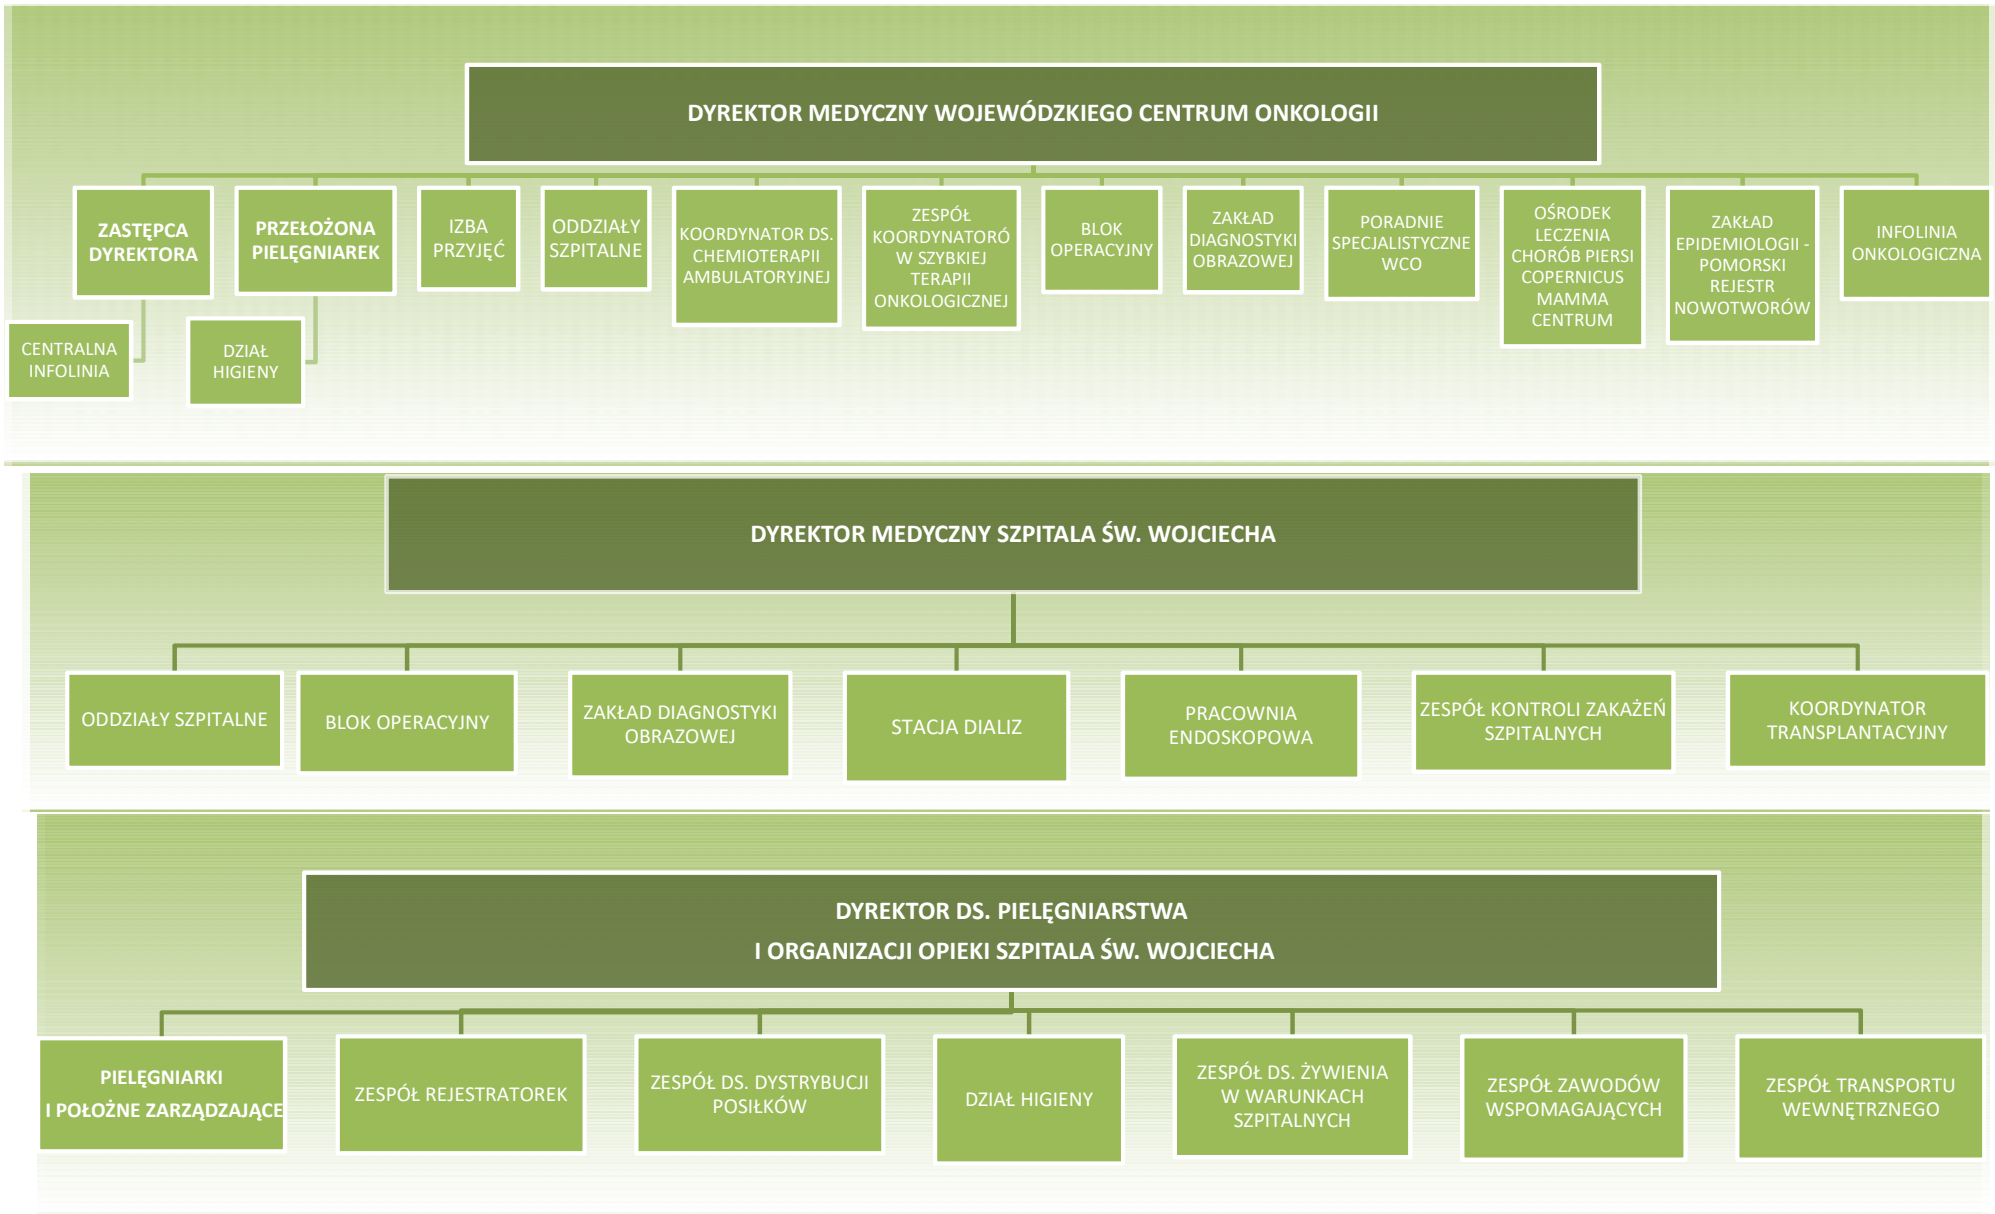 DYREKTOR MEDYCZNY WOJEWÓDZKIEGO CENTRUM ONKOLOGII
ZASTĘPCA
DYREKTORA
PRZEŁOŻONA
PIELĘGNIAREK
IZBA
PRZYJĘĆ
ODDZIAŁY
SZPITALNE
KOORDYNATOR DS.
CHEMIOTERAPII
AMBULATORYJNEJ
ZESPÓŁ
KOORDYNATORÓ
W SZYBKIEJ
TERAPII
ONKOLOGICZNEJ
BLOK
OPERACYJNY
ZAKŁAD
DIAGNOSTYKI
OBRAZOWEJ
PORADNIE
SPECJALISTYCZNE
WCO
OŚRODEK
LECZENIA
CHORÓB PIERSI
COPERNICUS
MAMMA
CENTRUM
ZAKŁAD
EPIDEMIOLOGII -
POMORSKI
REJESTR
NOWOTWORÓW
INFOLINIA
ONKOLOGICZNA
CENTRALNA
INFOLINIA
DZIAŁ
HIGIENY
DYREKTOR MEDYCZNY SZPITALA ŚW. WOJCIECHA
ODDZIAŁY SZPITALNE
BLOK OPERACYJNY
ZAKŁAD DIAGNOSTYKI
OBRAZOWEJ
STACJA DIALIZ
PRACOWNIA
ENDOSKOPOWA
ZESPÓŁ KONTROLI ZAKAŻEŃ
SZPITALNYCH
KOORDYNATOR
TRANSPLANTACYJNY
DYREKTOR DS. PIELĘGNIARSTWA
I ORGANIZACJI OPIEKI SZPITALA ŚW. WOJCIECHA
PIELĘGNIARKI
I POŁOŻNE ZARZĄDZAJĄCE
ZESPÓŁ REJESTRATOREK
ZESPÓŁ DS. DYSTRYBUCJI
POSIŁKÓW
DZIAŁ HIGIENY
ZESPÓŁ DS. ŻYWIENIA
W WARUNKACH
SZPITALNYCH
ZESPÓŁ ZAWODÓW
WSPOMAGAJĄCYCH
ZESPÓŁ TRANSPORTU
WEWNĘTRZNEGO